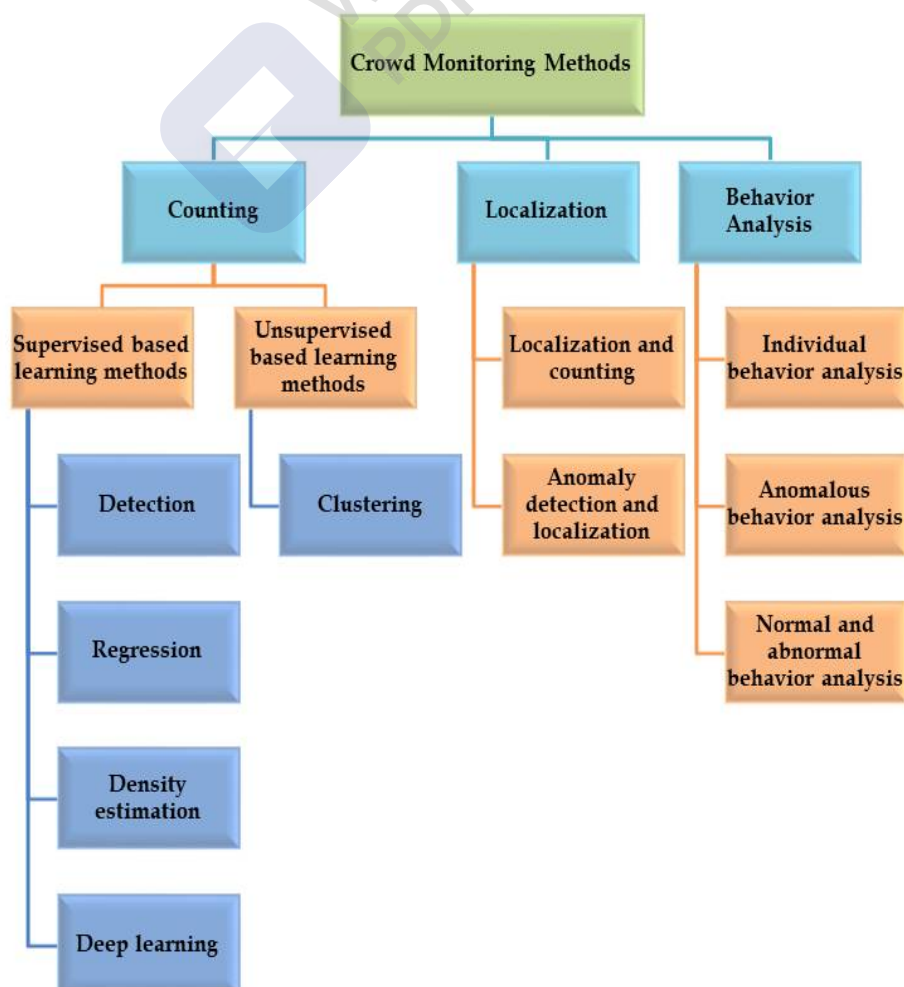 Crowd Monitoring Methods
Counting
Localization
Behavior
Analysis
Supervised based
learning methods
Unsupervised
based learning
methods
Localization and
counting
Individual
behavior analysis
Detection
Clustering
Anomaly
detection and
localization
Anomalous
behavior analysis
Regression
Normal and
abnormal
behavior analysis
Density
estimation
Deep learning